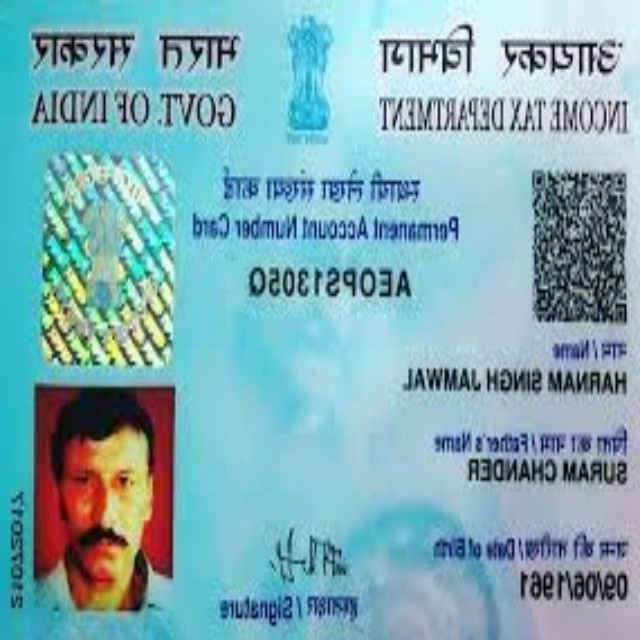 आयकर विभाग
INCOME TAX DEPARTMENT
भारत सरकार
GOVT. OF INDIA
स्थायी लेखा संख्या कार्ड
Permanent Account Number Card
AEOPS1305Q
नाम / Name
HARNAM SINGH JAMWAL
पिता का नाम / Father's Name
SURAM CHANDER
जन्म की तारीख / Date of Birth
09/06/1961
हस्ताक्षर / Signature